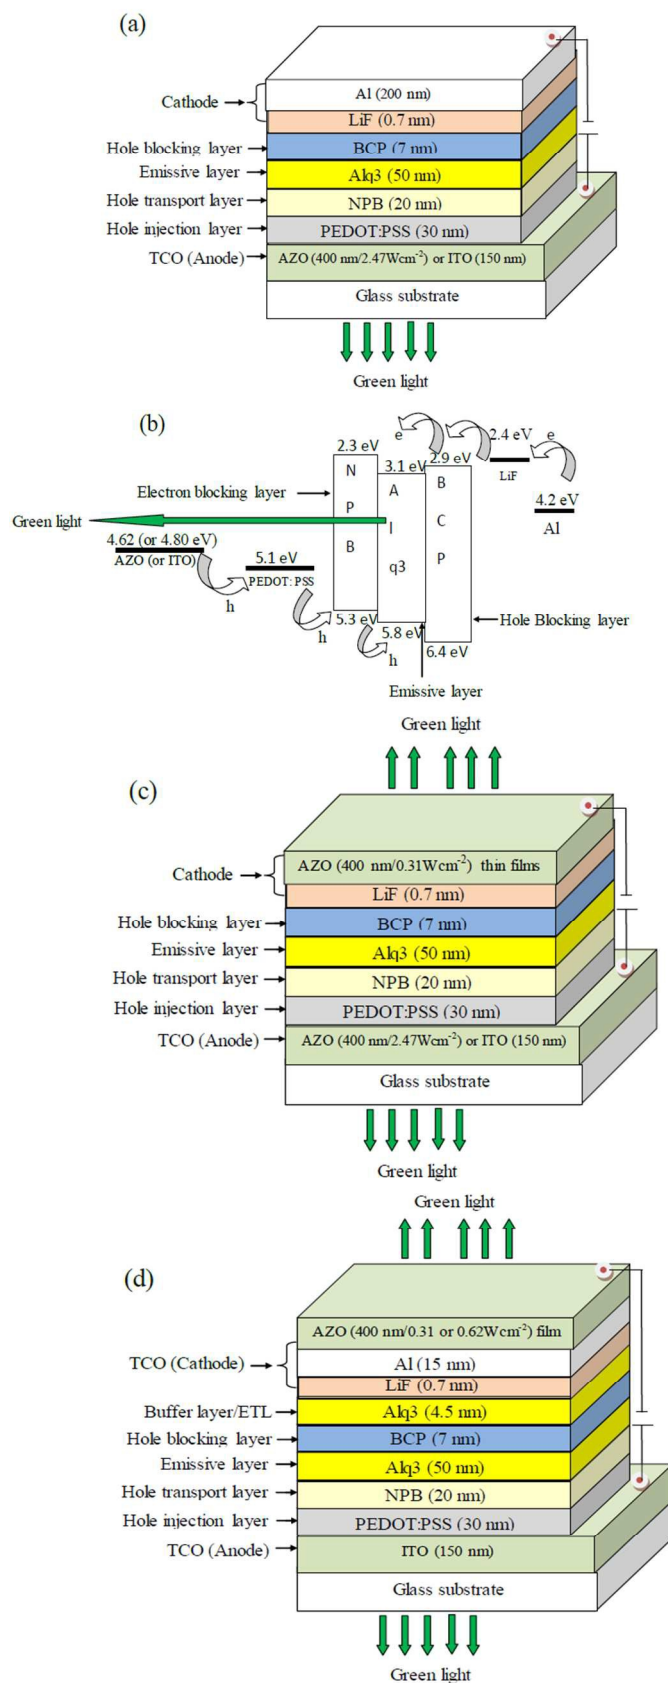 (a)
Al (200 nm)
Cathode
LiF (0.7 nm)
Hole blocking layer
BCP (7 nm)
Emissive layer
Alq3 (50 nm)
Hole transport layer
NPB (20 nm)
Hole injection layer
PEDOT:PSS (30 nm)
TCO (Anode)
AZO (400 nm/2.47Wcm⁻²) or ITO (150 nm)
Glass substrate
Green light
(b)
e
2.4 eV
e
LiF
2.3 eV
3.1 eV
2.9 eV
4.2 eV
Al
N
P
B
A
l
q3
B
C
P
Electron blocking layer
Green light
4.62 (or 4.80 eV)
AZO (or ITO)
5.1 eV
PEDOT: PSS
h
h
h
5.3 eV
5.8 eV
6.4 eV
Hole Blocking layer
Emissive layer
Green light
(c)
AZO (400 nm/0.31Wcm⁻²) thin films
Cathode
LiF (0.7 nm)
Hole blocking layer
BCP (7 nm)
Emissive layer
Alq3 (50 nm)
Hole transport layer
NPB (20 nm)
Hole injection layer
PEDOT:PSS (30 nm)
TCO (Anode)
AZO (400 nm/2.47Wcm⁻²) or ITO (150 nm)
Glass substrate
Green light
Green light
(d)
AZO (400 nm/0.31 or 0.62Wcm⁻²) film
TCO (Cathode)
Al (15 nm)
LiF (0.7 nm)
Buffer layer/ETL
Alq3 (4.5 nm)
Hole blocking layer
BCP (7 nm)
Emissive layer
Alq3 (50 nm)
Hole transport layer
NPB (20 nm)
Hole injection layer
PEDOT:PSS (30 nm)
TCO (Anode)
ITO (150 nm)
Glass substrate
Green light